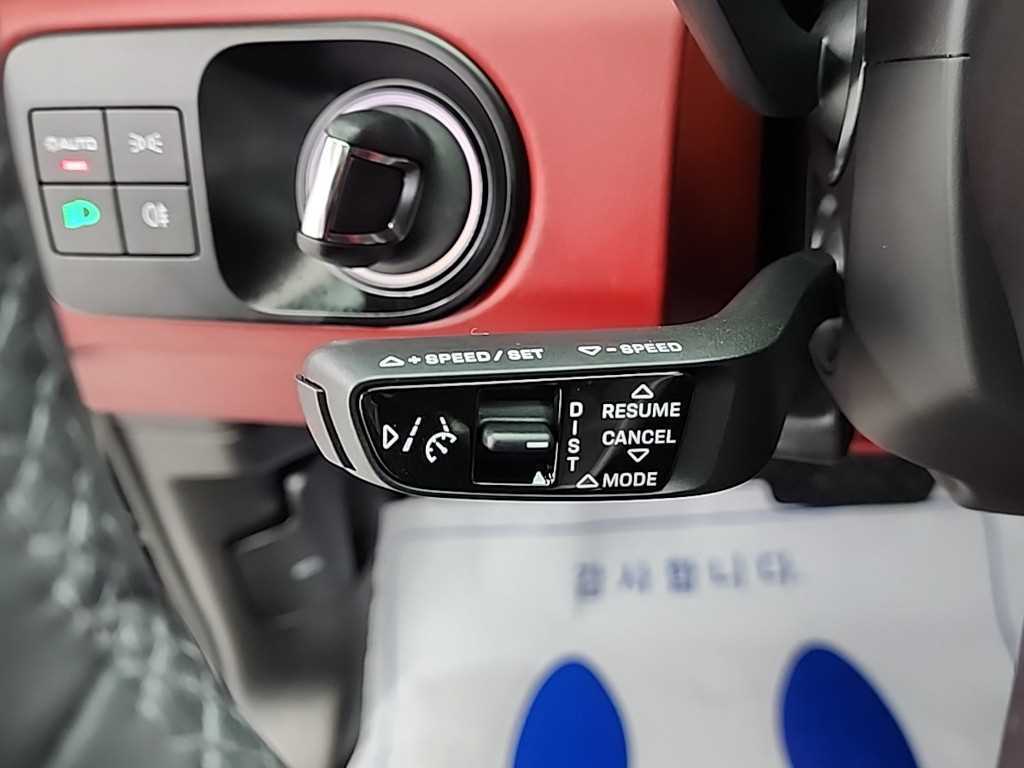 AUTO
△ + SPEED / SET ▽ - SPEED
DIST
△
RESUME
CANCEL
▽
△ MODE
감사합니다.